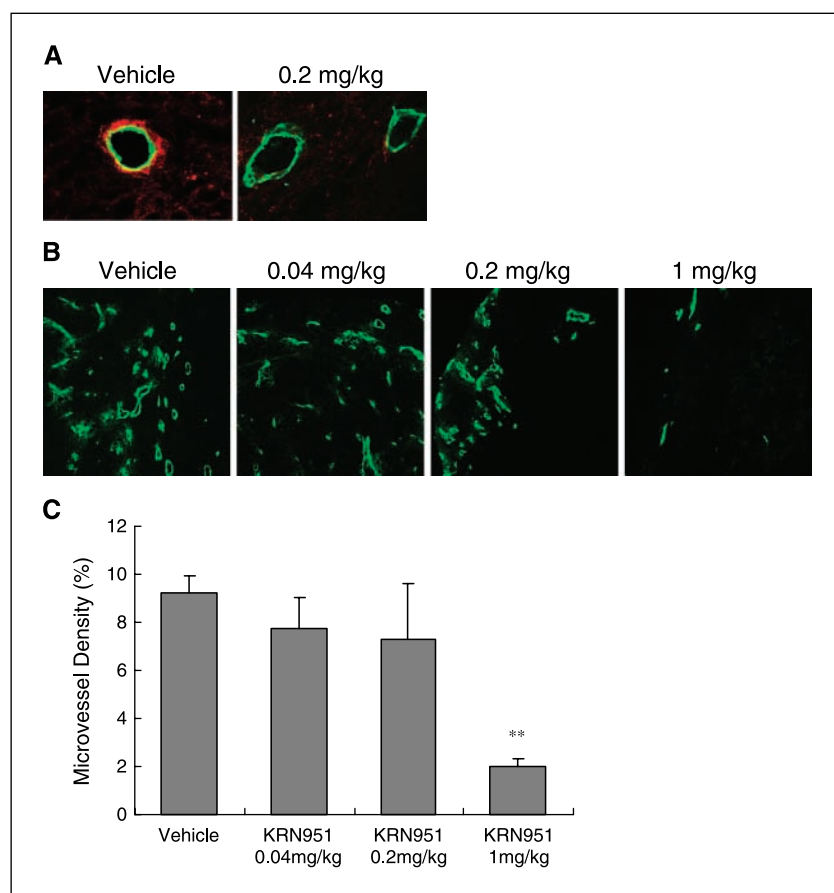 A
Vehicle 0.2 mg/kg
B
Vehicle 0.04 mg/kg 0.2 mg/kg 1 mg/kg
C
12
10
8
6
4
2
0
Microvessel Density (%)
**
Vehicle KRN951 KRN951 KRN951
0.04mg/kg 0.2mg/kg 1mg/kg